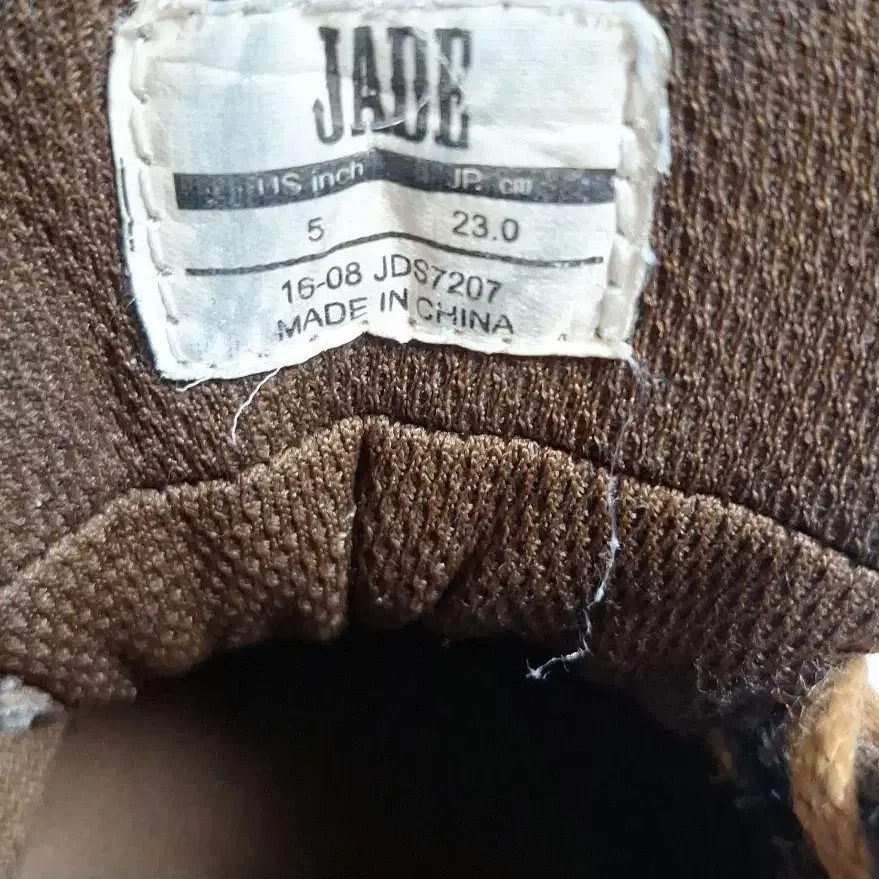 JADE
US inch JP. cm
5 23.0
16-08 JDS7207
MADE IN CHINA